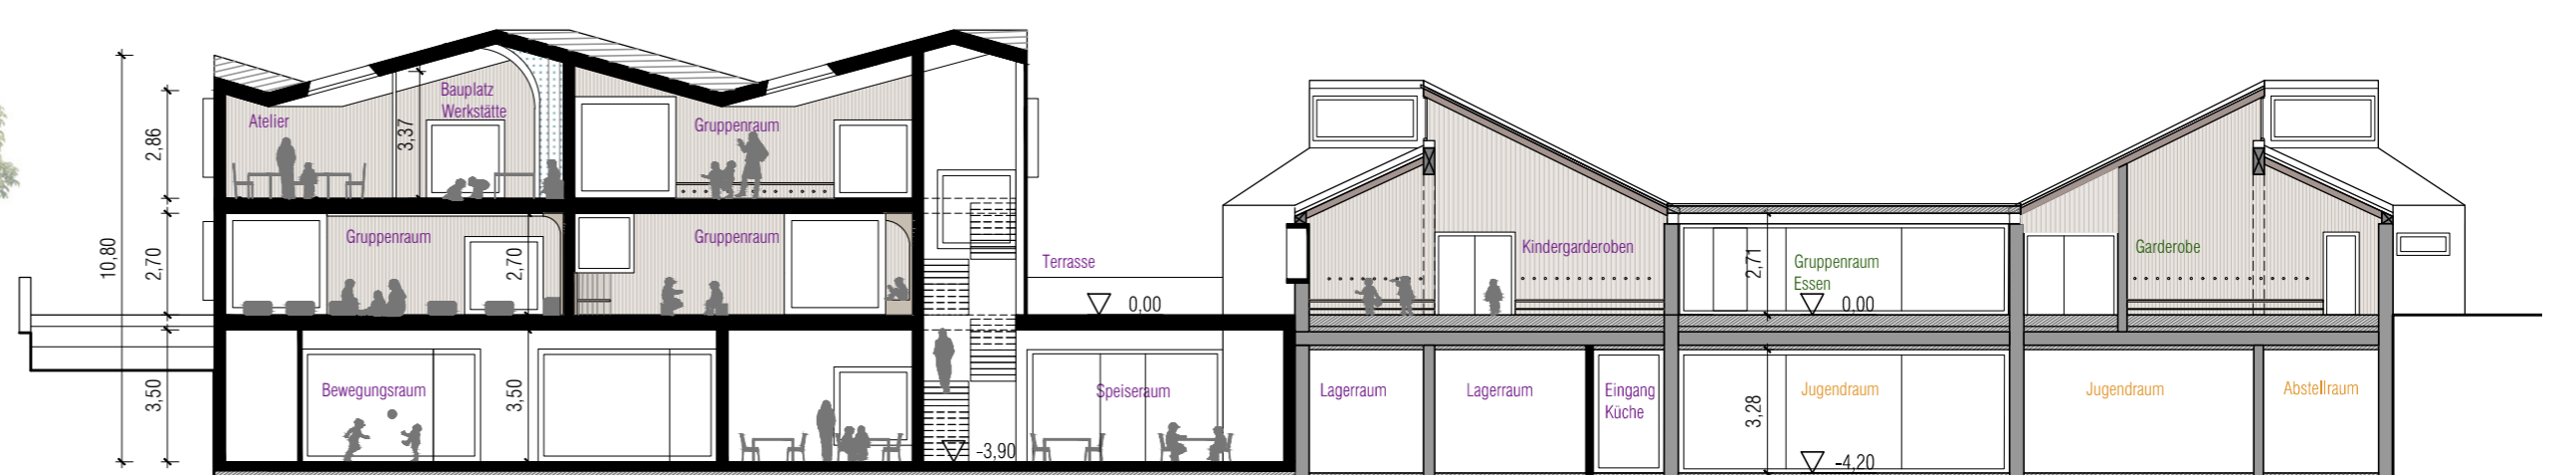 Atelier
Bauplatz
Werkstätte
Gruppenraum
2,86
3,37
10,80
2,70
Gruppenraum
2,70
Gruppenraum
Terrasse
0,00
Kindergarderoben
2,71
Gruppenraum
Essen
0,00
Garderobe
3,50
Bewegungsraum
3,50
Speiseraum
-3,90
Lagerraum
Lagerraum
Eingang
Küche
3,28
Jugendraum
-4,20
Jugendraum
Abstellraum